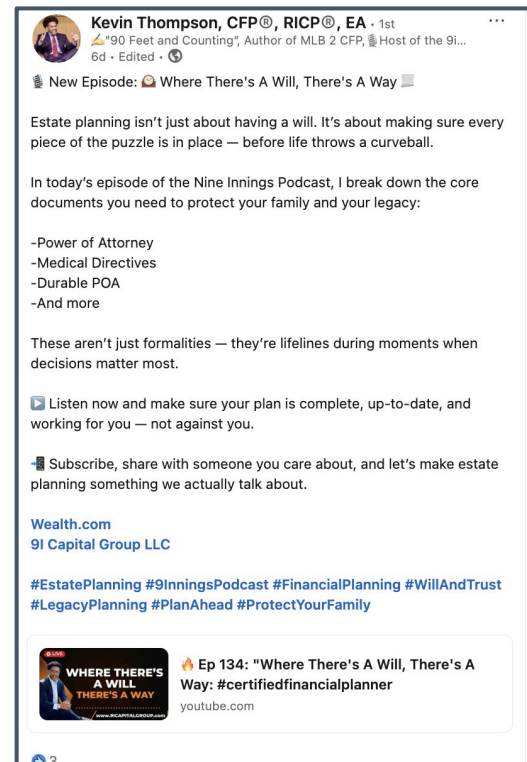 Kevin Thompson, CFP®, RICP®, EA · 1st
✍️"90 Feet and Counting", Author of MLB 2 CFP,🎙️Host of the 9i...
6d • Edited •
🎙️ New Episode: 🕰️ Where There's A Will, There's A Way 📃
Estate planning isn’t just about having a will. It’s about making sure every
piece of the puzzle is in place — before life throws a curveball.
In today’s episode of the Nine Innings Podcast, I break down the core
documents you need to protect your family and your legacy:
-Power of Attorney
-Medical Directives
-Durable POA
-And more
These aren’t just formalities — they’re lifelines during moments when
decisions matter most.
▶️ Listen now and make sure your plan is complete, up-to-date, and
working for you — not against you.
📲 Subscribe, share with someone you care about, and let’s make estate
planning something we actually talk about.
Wealth.com
9I Capital Group LLC
#EstatePlanning #9InningsPodcast #FinancialPlanning #WillAndTrust
#LegacyPlanning #PlanAhead #ProtectYourFamily
LIVE
WHERE THERE'S
A WILL
THERE'S A WAY
🔥 Ep 134: "Where There's A Will, There's A
Way: #certifiedfinancialplanner
youtube.com
3